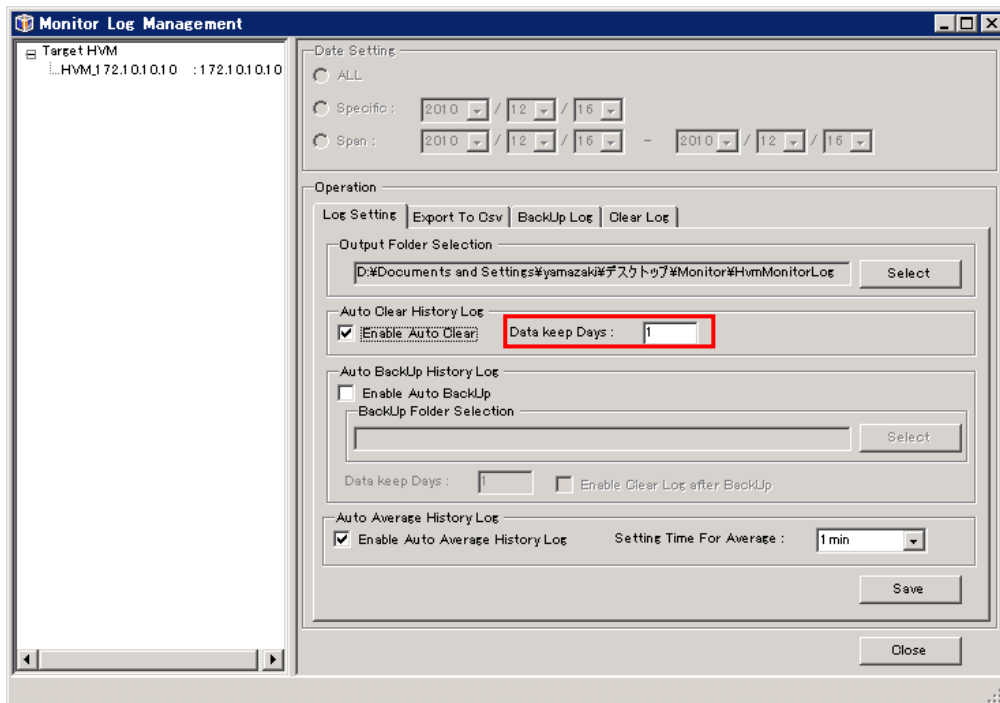 Monitor Log Management
Target HVM
HVM_172.10.10.10 : 172.10.10.10
Date Setting
ALL
Specific : 2010 / 12 / 16
Span : 2010 / 12 / 16 - 2010 / 12 / 16
Operation
Log Setting Export To Csv BackUp Log Clear Log
Output Folder Selection
D:¥Documents and Settings¥yamazaki¥デスクトップ¥Monitor¥HvmMonitorLog Select
Auto Clear History Log
Enable Auto Clear Data keep Days : 1
Auto BackUp History Log
Enable Auto BackUp
BackUp Folder Selection
Select
Data keep Days : 1 Enable Clear Log after BackUp
Auto Average History Log
Enable Auto Average History Log Setting Time For Average : 1 min
Save
Close